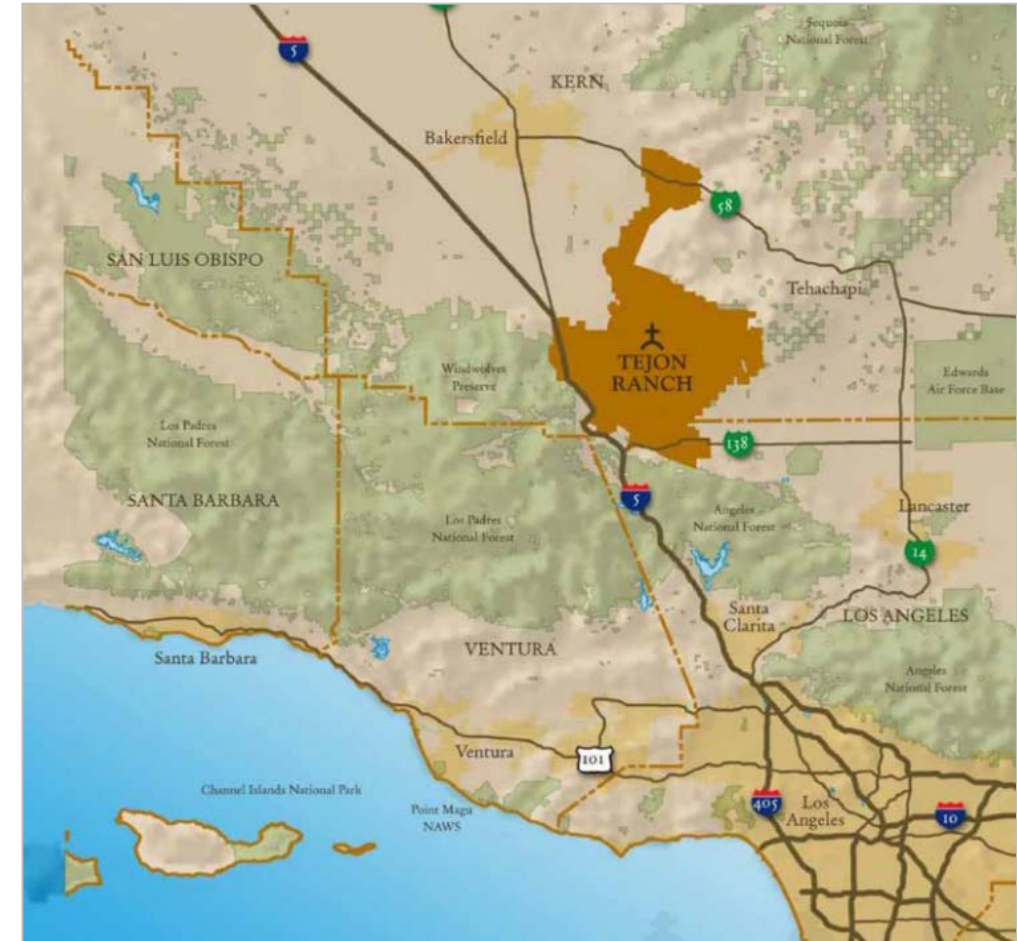 Sequoia
National Forest
5
KERN
Bakersfield
58
SAN LUIS OBISPO
Tehachapi
TEJON
RANCH
Windwolves
Preserve
Edwards
Air Force Base
Los Padres
National Forest
138
SANTA BARBARA
5
Lancaster
Angeles
National Forest
Los Padres
National Forest
14
Santa
Clarita
LOS ANGELES
VENTURA
Santa Barbara
Angeles
National Forest
Ventura
101
Channel Islands National Park
Point Magu
NAWS
405
Los
Angeles
10